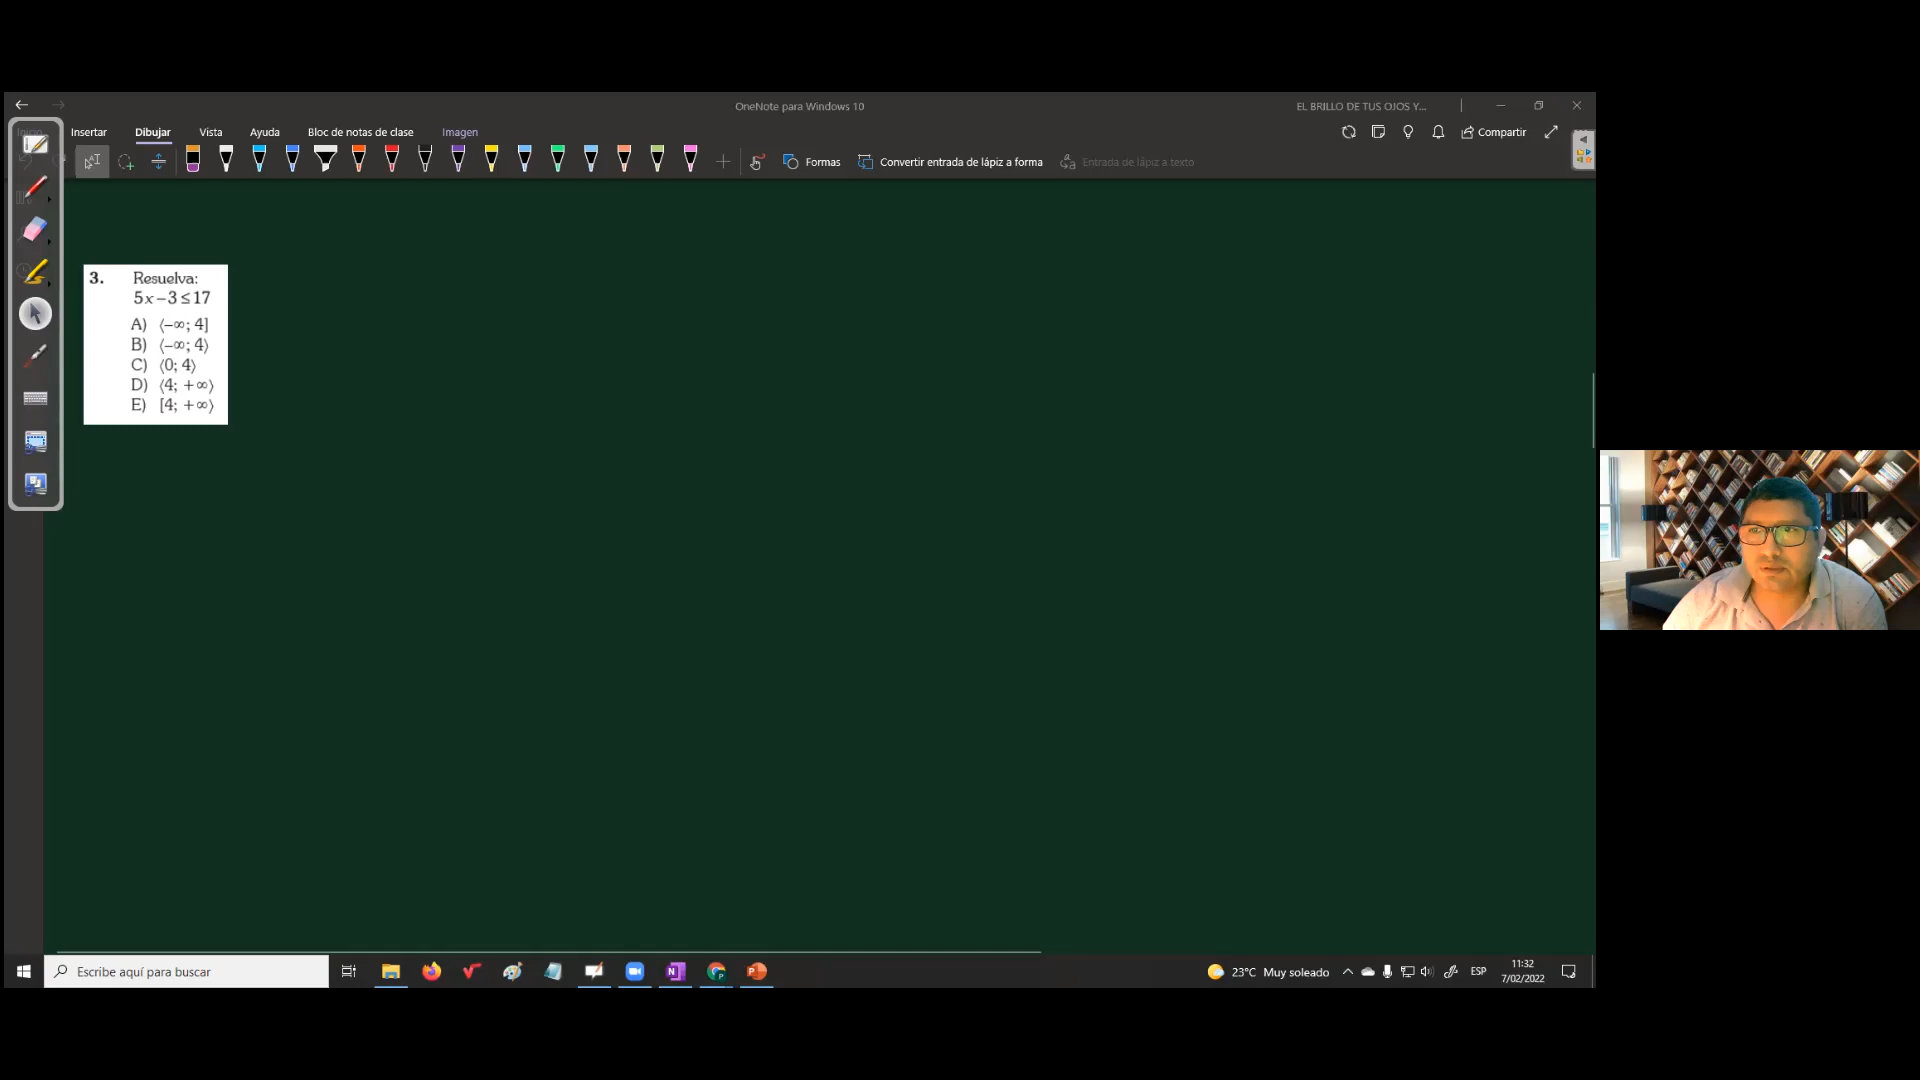 OneNote para Windows 10
EL BRILLO DE TUS OJOS Y...
Insertar Dibujar Vista Ayuda Bloc de notas de clase Imagen
Compartir
Formas Convertir entrada de lápiz a forma Entrada de lápiz a texto
3. Resuelva:
5x−3≤17
A) ⟨−∞; 4]
B) ⟨−∞; 4⟩
C) ⟨0; 4⟩
D) ⟨4; +∞⟩
E) [4; +∞⟩
Escribe aquí para buscar
23°C Muy soleado
ESP
11:32
7/02/2022